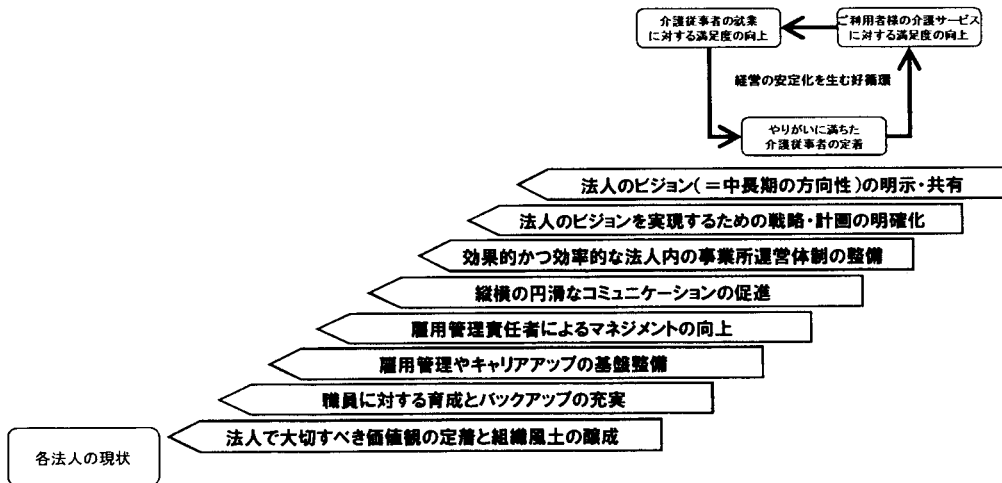 介護従事者の就業
に対する満足度の向上
ご利用者様の介護サービス
に対する満足度の向上
経営の安定化を生む好循環
やりがいに満ちた
介護従事者の定着
法人のビジョン(=中長期の方向性)の明示・共有
法人のビジョンを実現するための戦略・計画の明確化
効果的かつ効率的な法人内の事業所運営体制の整備
縦横の円滑なコミュニケーションの促進
雇用管理責任者によるマネジメントの向上
雇用管理やキャリアアップの基盤整備
職員に対する育成とバックアップの充実
法人で大切すべき価値観の定着と組織風土の醸成
各法人の現状